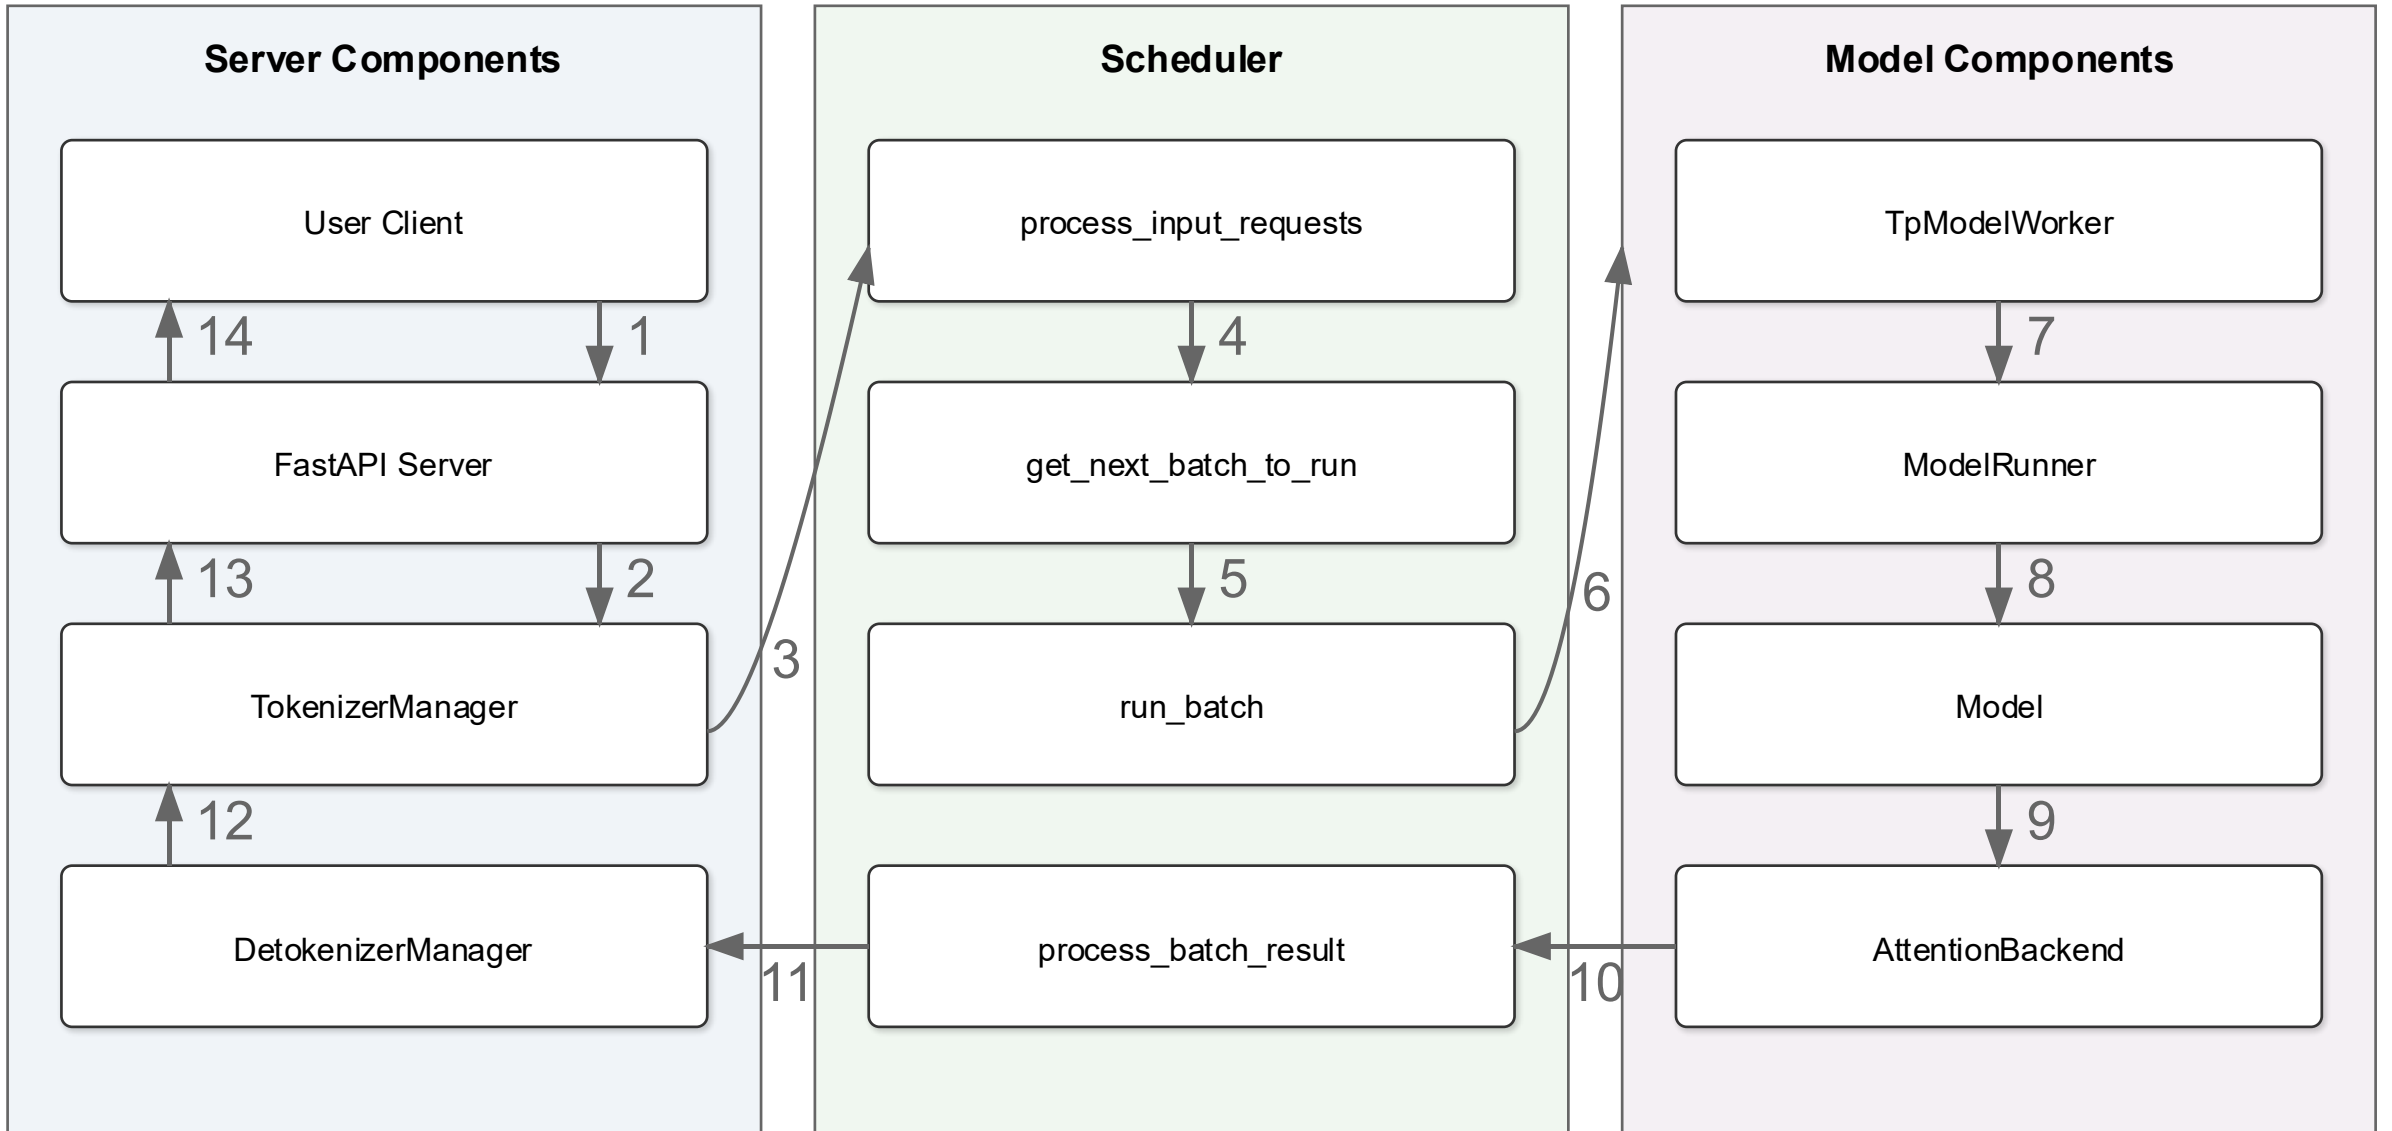 Server Components
User Client
14
1
FastAPI Server
13
2
TokenizerManager
3
12
DetokenizerManager
11
Scheduler
process_input_requests
4
get_next_batch_to_run
5
run_batch
6
process_batch_result
10
Model Components
TpModelWorker
7
ModelRunner
8
Model
9
AttentionBackend